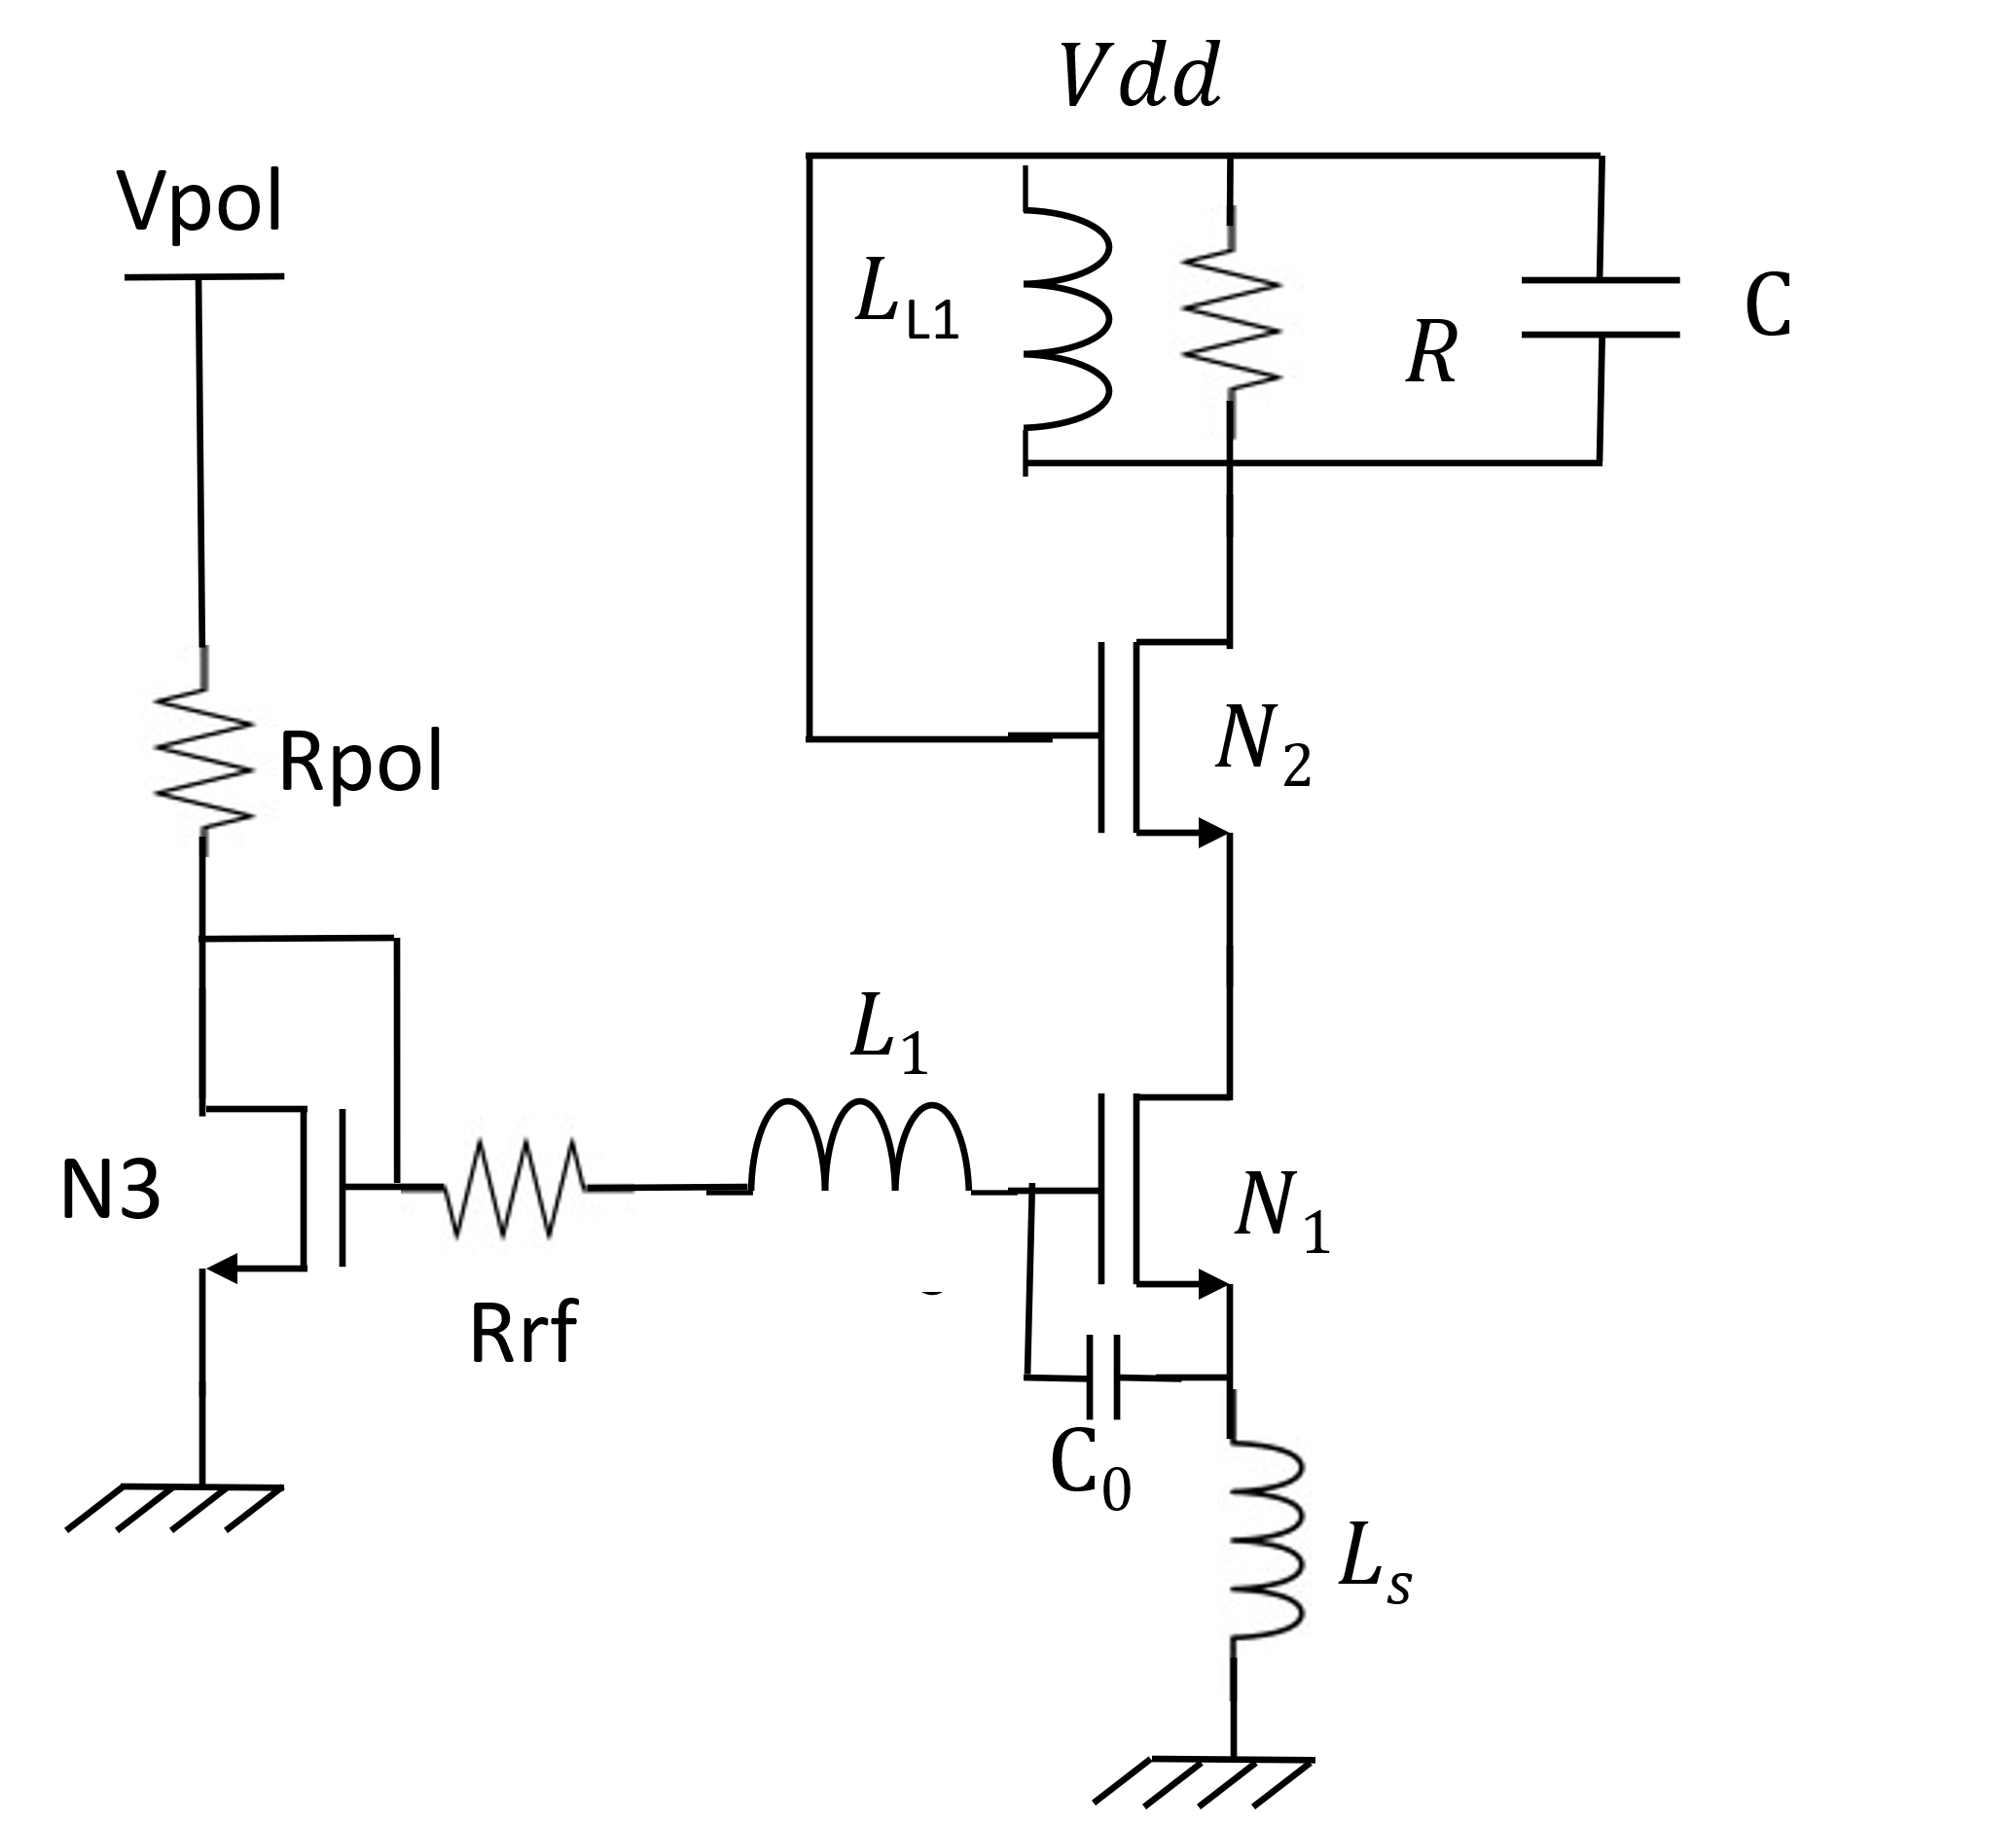 Vdd
Vpol
L_L1
R
C
Rpol
N_2
L_1
N3
N_1
Rrf
C_0
L_s